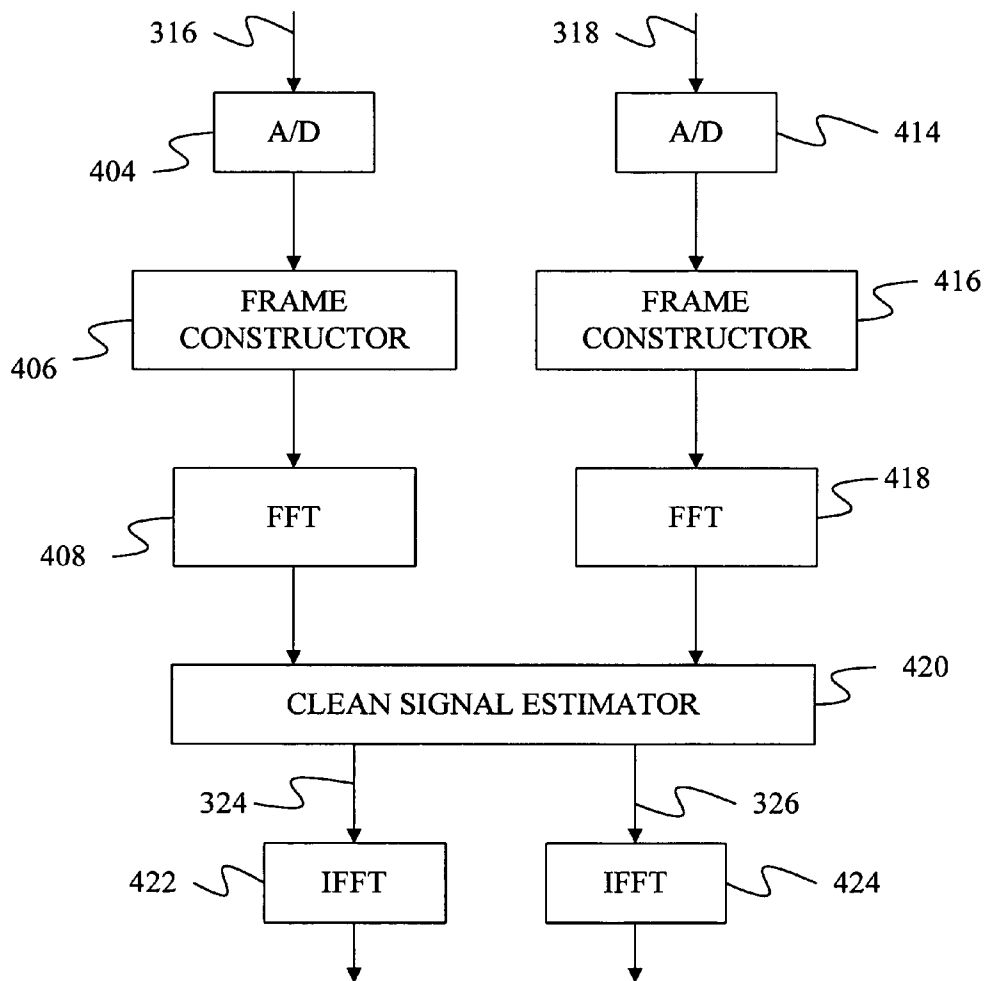 316
318
A/D
A/D
404
414
FRAME
CONSTRUCTOR
FRAME
CONSTRUCTOR
406
416
FFT
FFT
408
418
CLEAN SIGNAL ESTIMATOR
420
324
326
IFFT
IFFT
422
424